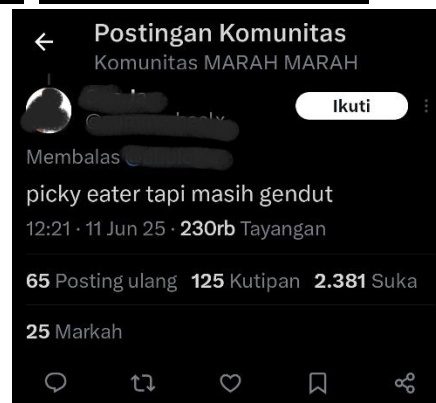 Postingan Komunitas
Komunitas MARAH MARAH
Ikuti
Membalas
picky eater tapi masih gendut
12:21 · 11 Jun 25 · 230rb Tayangan
65 Posting ulang 125 Kutipan 2.381 Suka
25 Markah